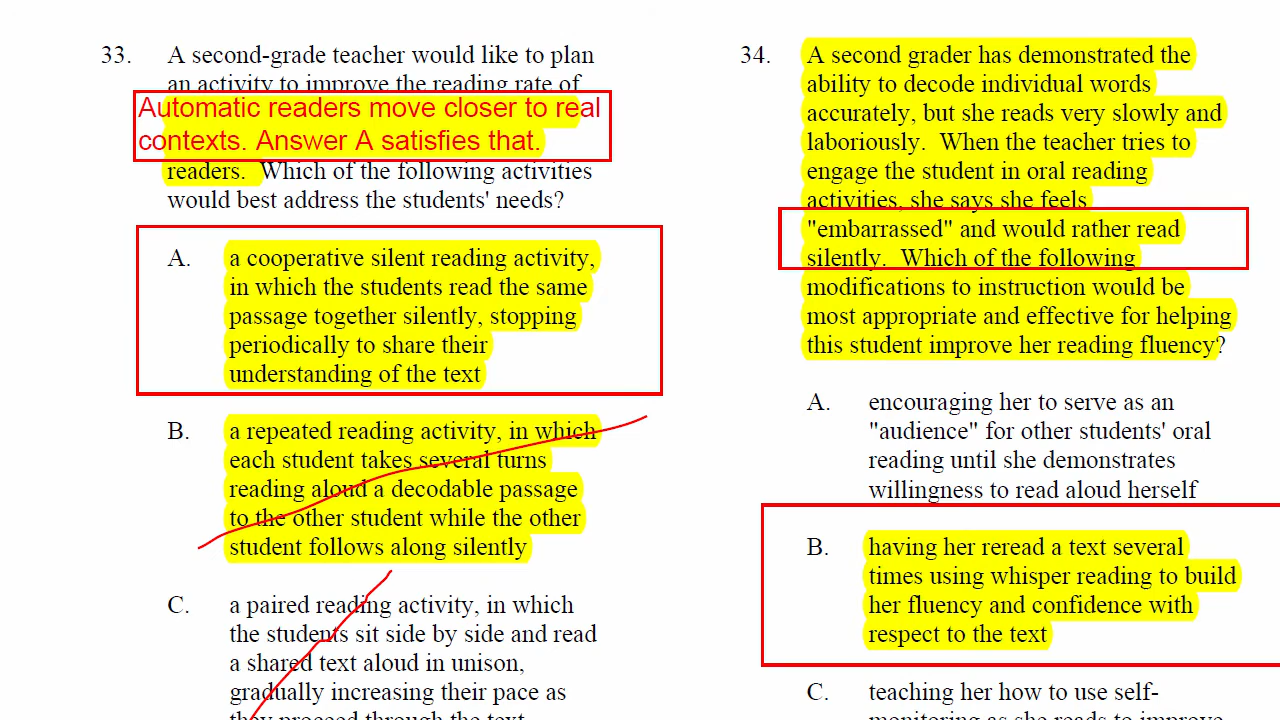 33. A second-grade teacher would like to plan
an activity to improve the reading rate of
Automatic readers move closer to real
contexts. Answer A satisfies that.
readers. Which of the following activities
would best address the students' needs?
A. a cooperative silent reading activity,
in which the students read the same
passage together silently, stopping
periodically to share their
understanding of the text
B. a repeated reading activity, in which
each student takes several turns
reading aloud a decodable passage
to the other student while the other
student follows along silently
C. a paired reading activity, in which
the students sit side by side and read
a shared text aloud in unison,
gradually increasing their pace as
they proceed through the text
34. A second grader has demonstrated the
ability to decode individual words
accurately, but she reads very slowly and
laboriously. When the teacher tries to
engage the student in oral reading
activities, she says she feels
"embarrassed" and would rather read
silently. Which of the following
modifications to instruction would be
most appropriate and effective for helping
this student improve her reading fluency?
A. encouraging her to serve as an
"audience" for other students' oral
reading until she demonstrates
willingness to read aloud herself
B. having her reread a text several
times using whisper reading to build
her fluency and confidence with
respect to the text
C. teaching her how to use self-
monitoring as she reads to improve